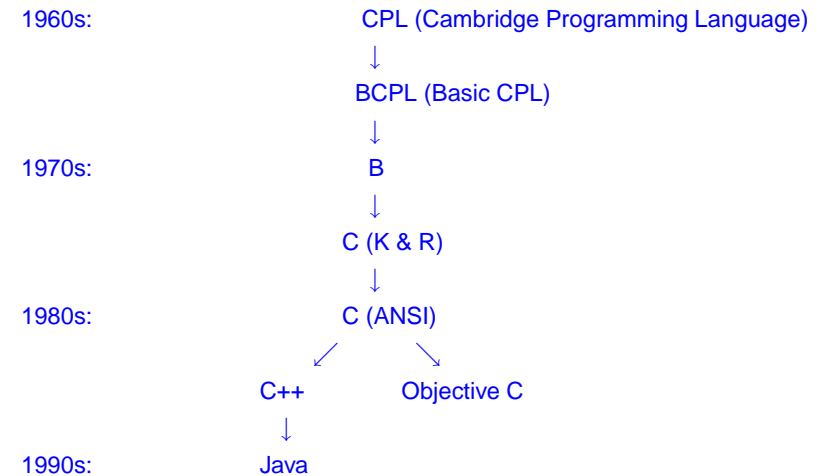 1960s: CPL (Cambridge Programming Language)
BCPL (Basic CPL)
1970s: B
C (K & R)
1980s: C (ANSI)
C++ Objective C
1990s: Java